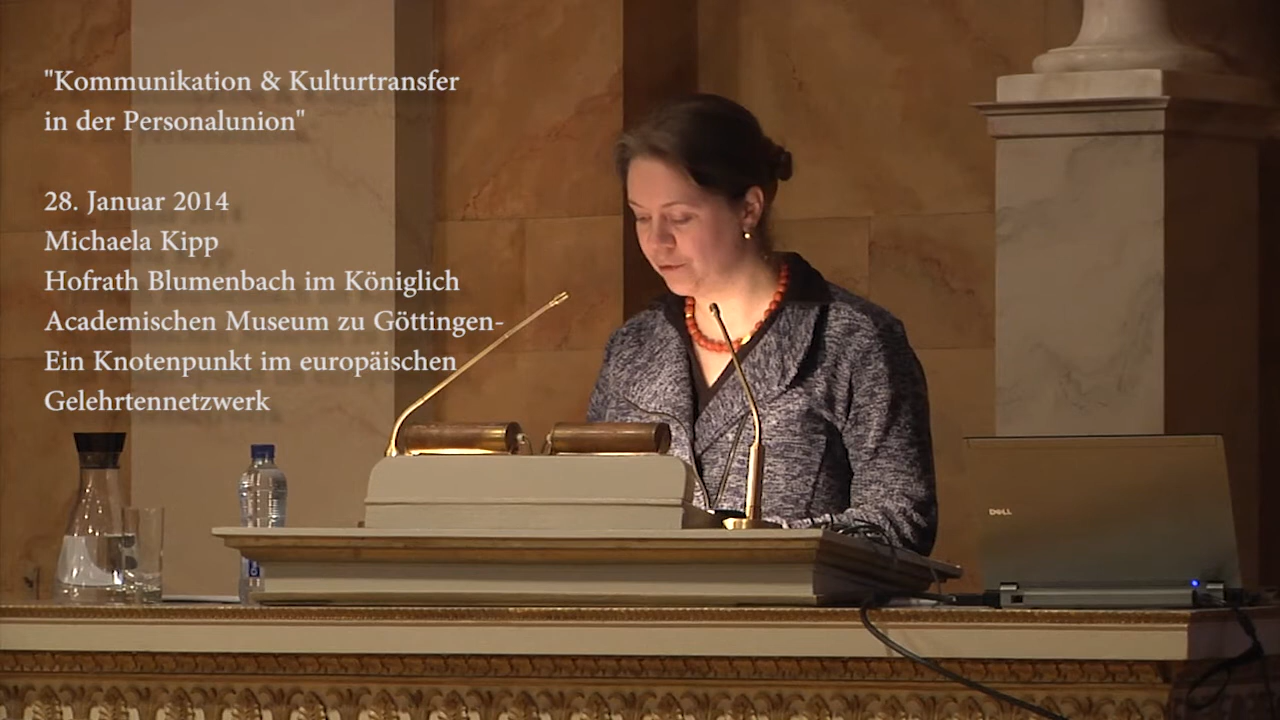 "Kommunikation & Kulturtransfer
in der Personalunion"
28. Januar 2014
Michaela Kipp
Hofrath Blumenbach im Königlich
Academischen Museum zu Göttingen-
Ein Knotenpunkt im europäischen
Gelehrtennetzwerk
DELL